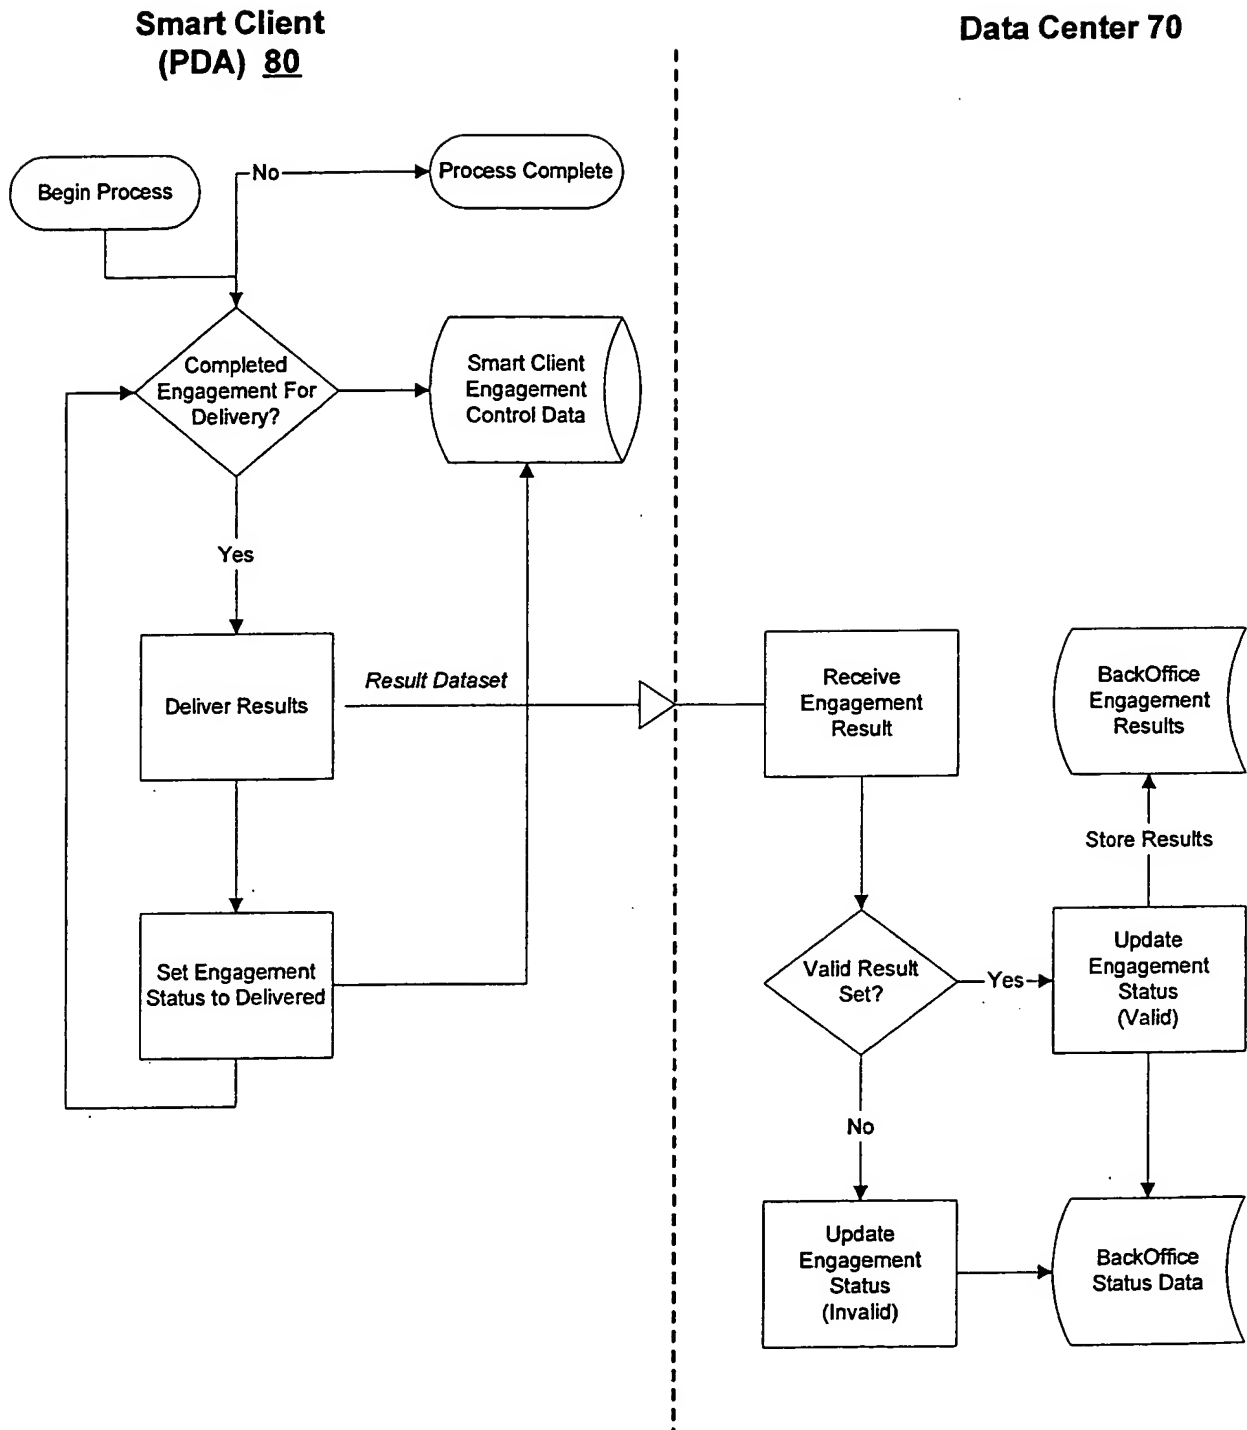 Smart Client
(PDA) 80
Data Center 70
Begin Process
No
Process Complete
Completed
Engagement For
Delivery?
Smart Client
Engagement
Control Data
Yes
Deliver Results
Result Dataset
Receive
Engagement
Result
BackOffice
Engagement
Results
Store Results
Set Engagement
Status to Delivered
Valid Result
Set?
Yes
Update
Engagement
Status
(Valid)
No
Update
Engagement
Status
(Invalid)
BackOffice
Status Data